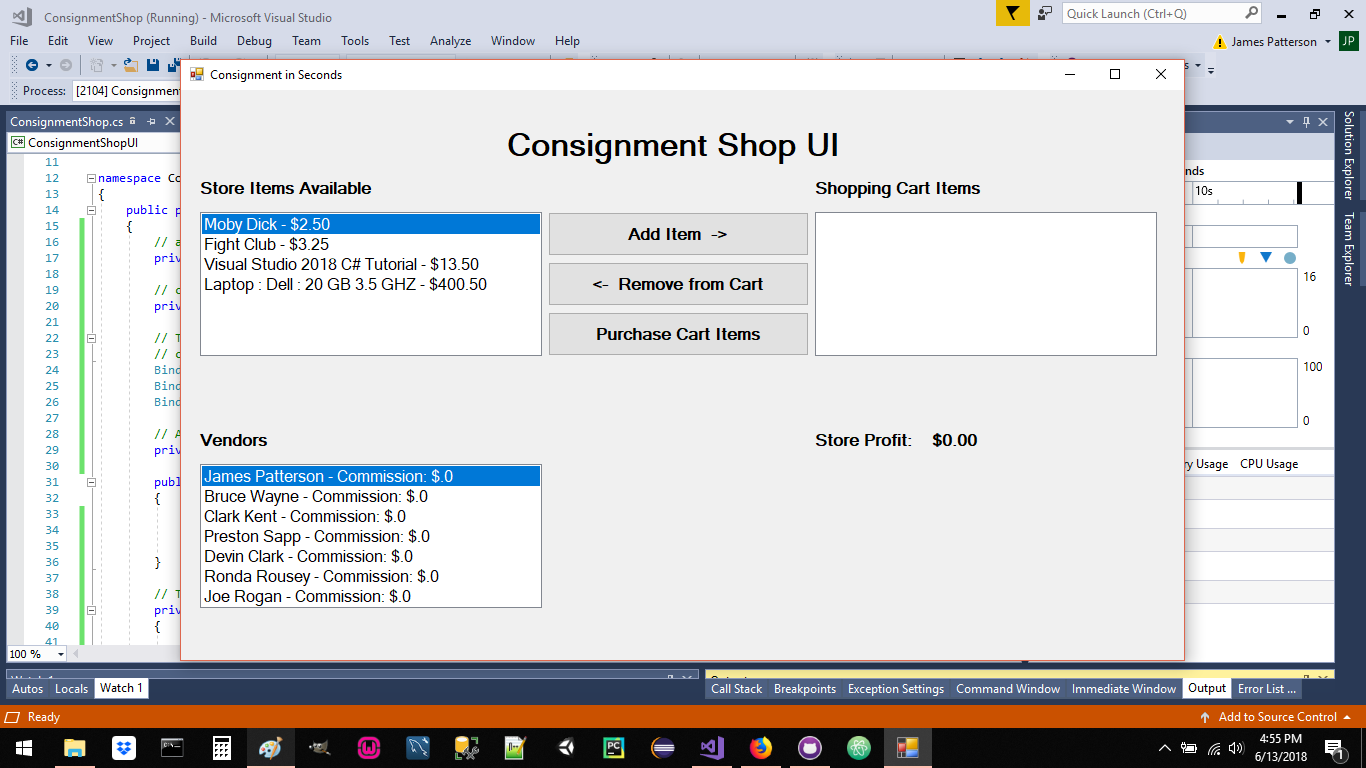 ConsignmentShop (Running) - Microsoft Visual Studio
Quick Launch (Ctrl+Q)
File Edit View Project Build Debug Team Tools Test Analyze Window Help
James Patterson JP
Process: [2104] Consignment
Consignment in Seconds
ConsignmentShop.cs
C# ConsignmentShopUI
11
12 namespace Co
13 {
14 public p
15 {
16 // a
17 priv
18
19 // c
20 priv
21
22 // T
23 // c
24 Bind
25 Bind
26 Bind
27
28 // A
29 priv
30
31 publ
32 {
33
34
35
36 }
37
38 // T
39 priv
40 {
41
100 %
Consignment Shop UI
Store Items Available
Moby Dick - $2.50
Fight Club - $3.25
Visual Studio 2018 C# Tutorial - $13.50
Laptop : Dell : 20 GB 3.5 GHZ - $400.50
Add Item ->
<- Remove from Cart
Purchase Cart Items
Shopping Cart Items
Vendors
James Patterson - Commission: $.0
Bruce Wayne - Commission: $.0
Clark Kent - Commission: $.0
Preston Sapp - Commission: $.0
Devin Clark - Commission: $.0
Ronda Rousey - Commission: $.0
Joe Rogan - Commission: $.0
Store Profit: $0.00
nds
10s
16
0
100
0
ry Usage CPU Usage
Solution Explorer
Team Explorer
Autos Locals Watch 1
Call Stack Breakpoints Exception Settings Command Window Immediate Window Output Error List ...
Ready
Add to Source Control
PC
4:55 PM
6/13/2018
1